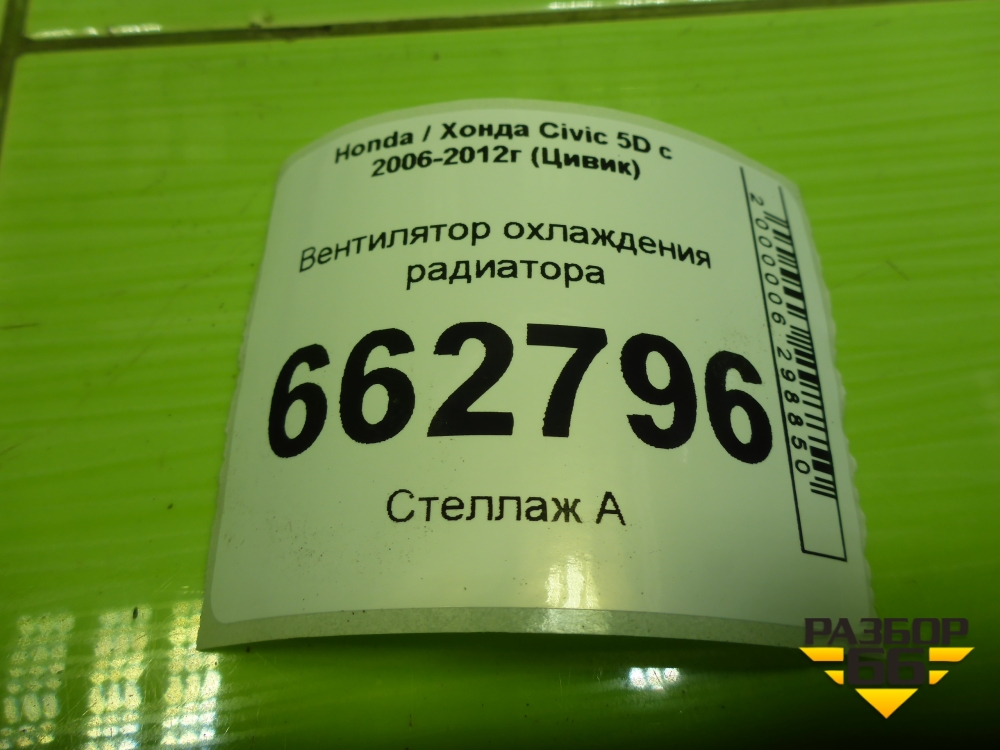 Honda / Хонда Civic 5D с
2006-2012г (Цивик)
Вентилятор охлаждения
радиатора
662796
Стеллаж А
2000006298850
РАЗБОР
66